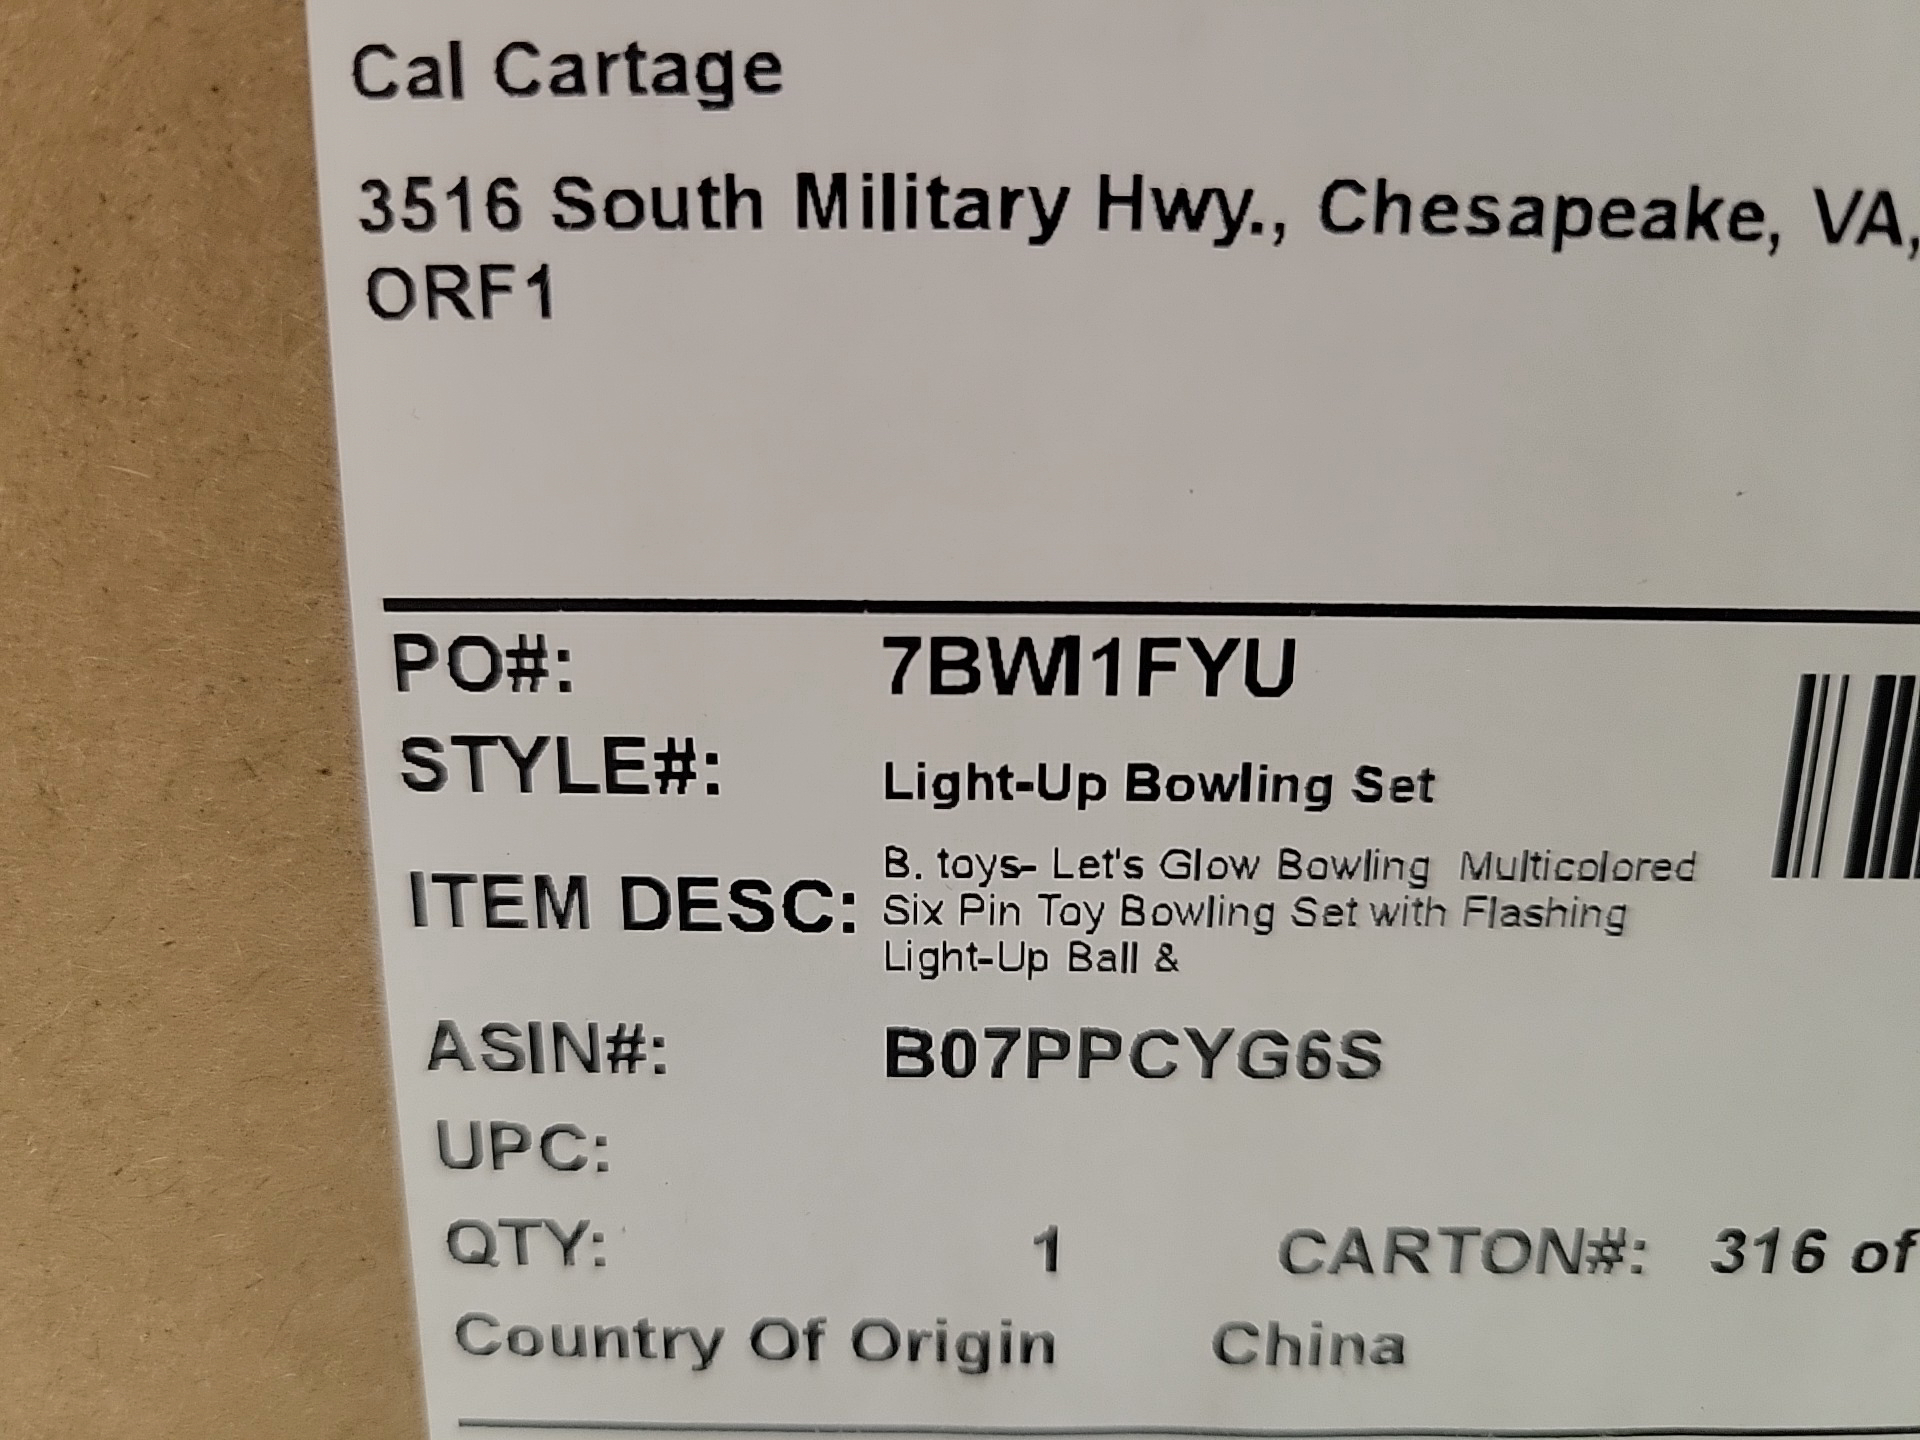 Cal Cartage
3516 South Military Hwy., Chesapeake, VA,
ORF1
PO#: 7BWI1FYU
STYLE#: Light-Up Bowling Set
ITEM DESC: B. toys- Let's Glow Bowling Multicolored
Six Pin Toy Bowling Set with Flashing
Light-Up Ball &
ASIN#: B07PPCYG6S
UPC:
QTY: 1 CARTON#: 316 of
Country Of Origin China